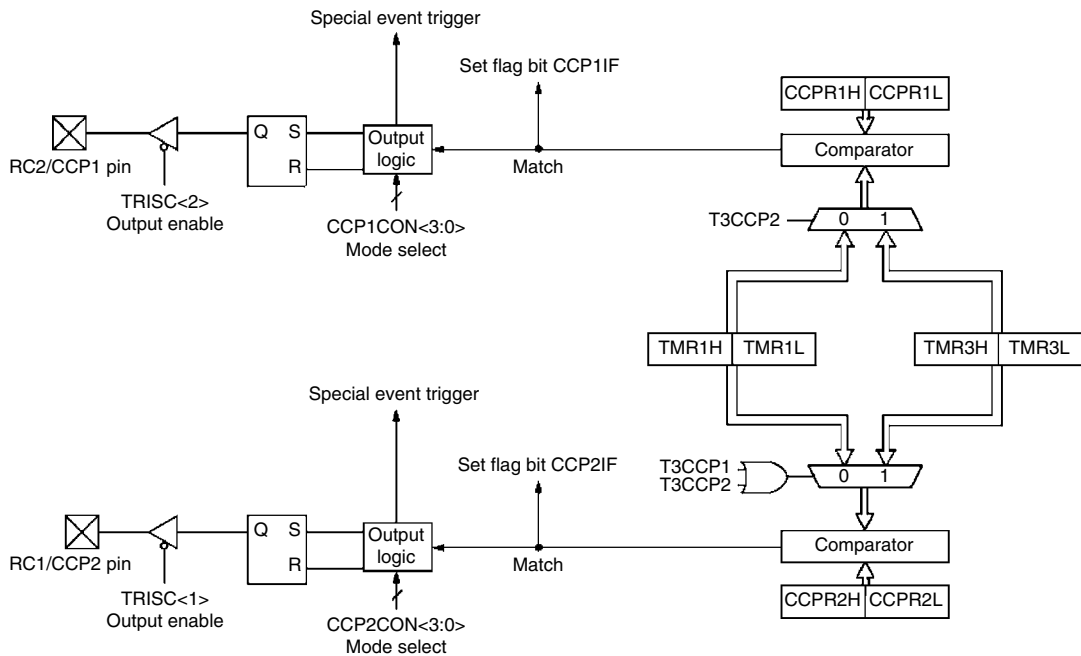 Special event trigger
Set flag bit CCP1IF
CCPR1H CCPR1L
Q S
R
Output
logic
Comparator
RC2/CCP1 pin
Match
TRISC<2>
Output enable
CCP1CON<3:0>
Mode select
T3CCP2
0 1
TMR1H TMR1L
TMR3H TMR3L
Special event trigger
Set flag bit CCP2IF
T3CCP1
T3CCP2
0 1
Q S
R
Output
logic
Comparator
RC1/CCP2 pin
Match
TRISC<1>
Output enable
CCPR2H CCPR2L
CCP2CON<3:0>
Mode select